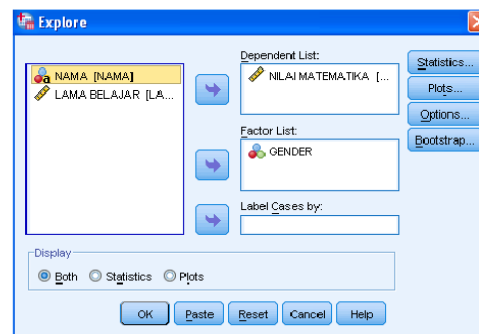 Explore
NAMA [NAMA]
LAMA BELAJAR [LA...
Dependent List:
NILAI MATEMATIKA [...
Factor List:
GENDER
Label Cases by:
Statistics...
Plots...
Options...
Bootstrap...
Display
Both Statistics Plots
OK Paste Reset Cancel Help